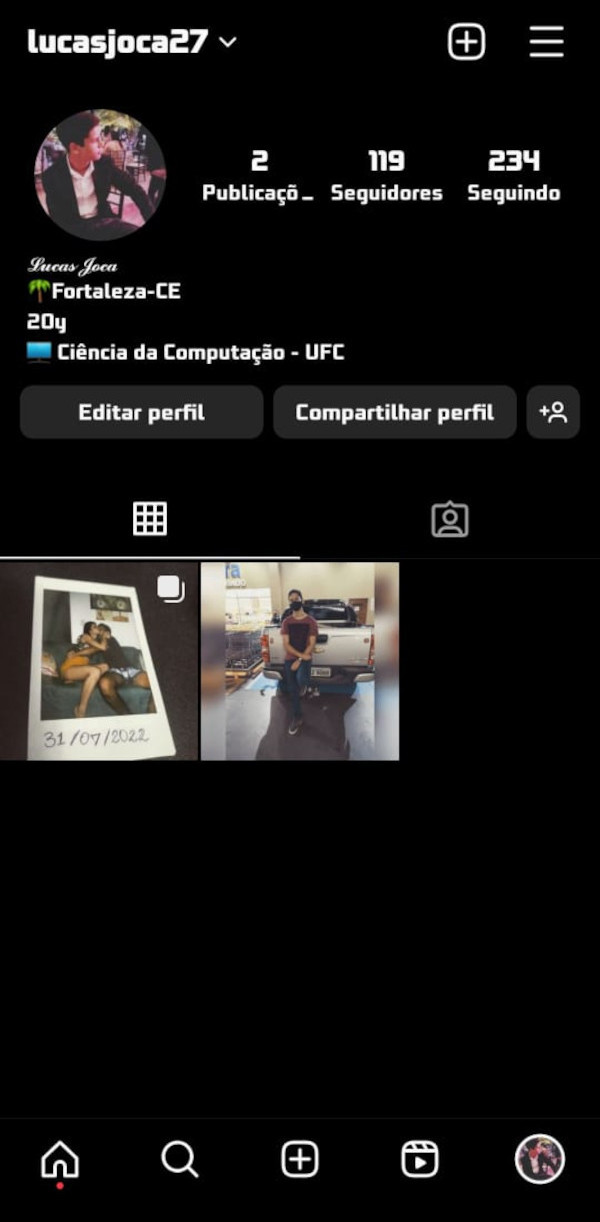 lucasjoca27
2 119 234
Publicaçõ... Seguidores Seguindo
Lucas Joca
🌴Fortaleza-CE
20y
🖥️ Ciência da Computação - UFC
Editar perfil Compartilhar perfil
31/07/2022